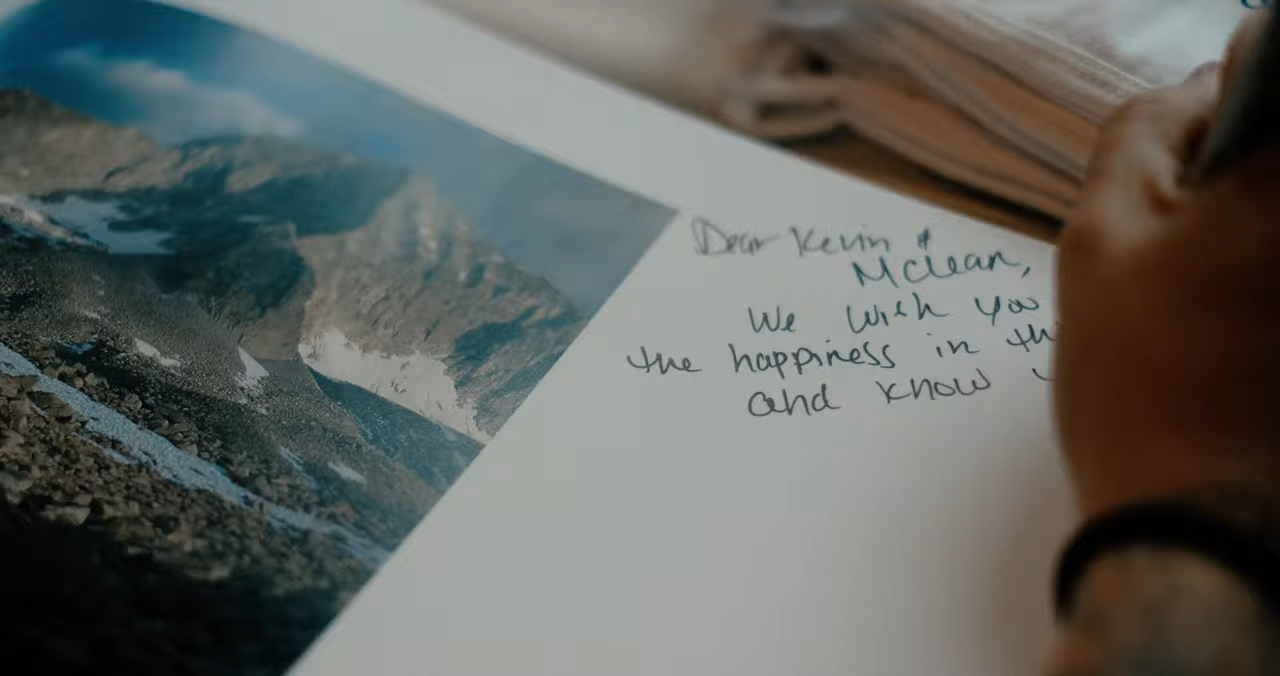 Dear Kevin &
Mclean,
We wish you
the happiness in
and know